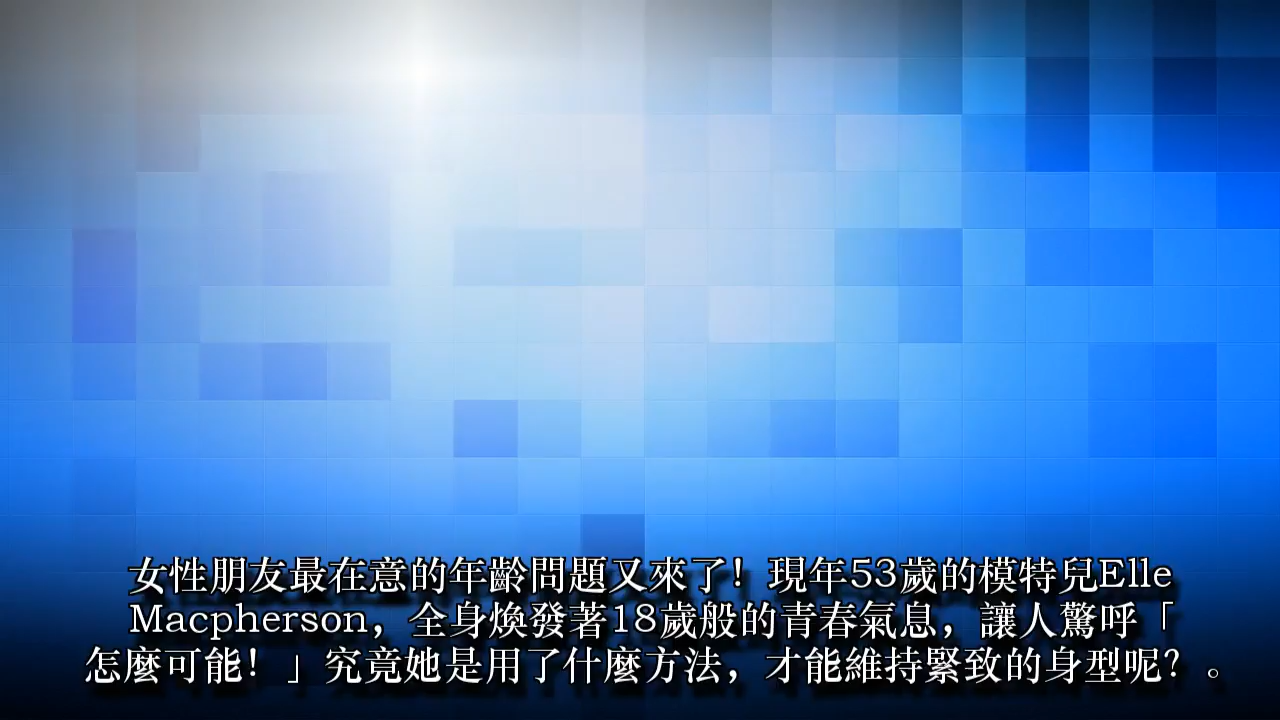 女性朋友最在意的年齡問題又來了！現年53歲的模特兒Elle
Macpherson，全身煥發著18歲般的青春氣息，讓人驚呼「
怎麼可能！」究竟她是用了什麼方法，才能維持緊致的身型呢？。